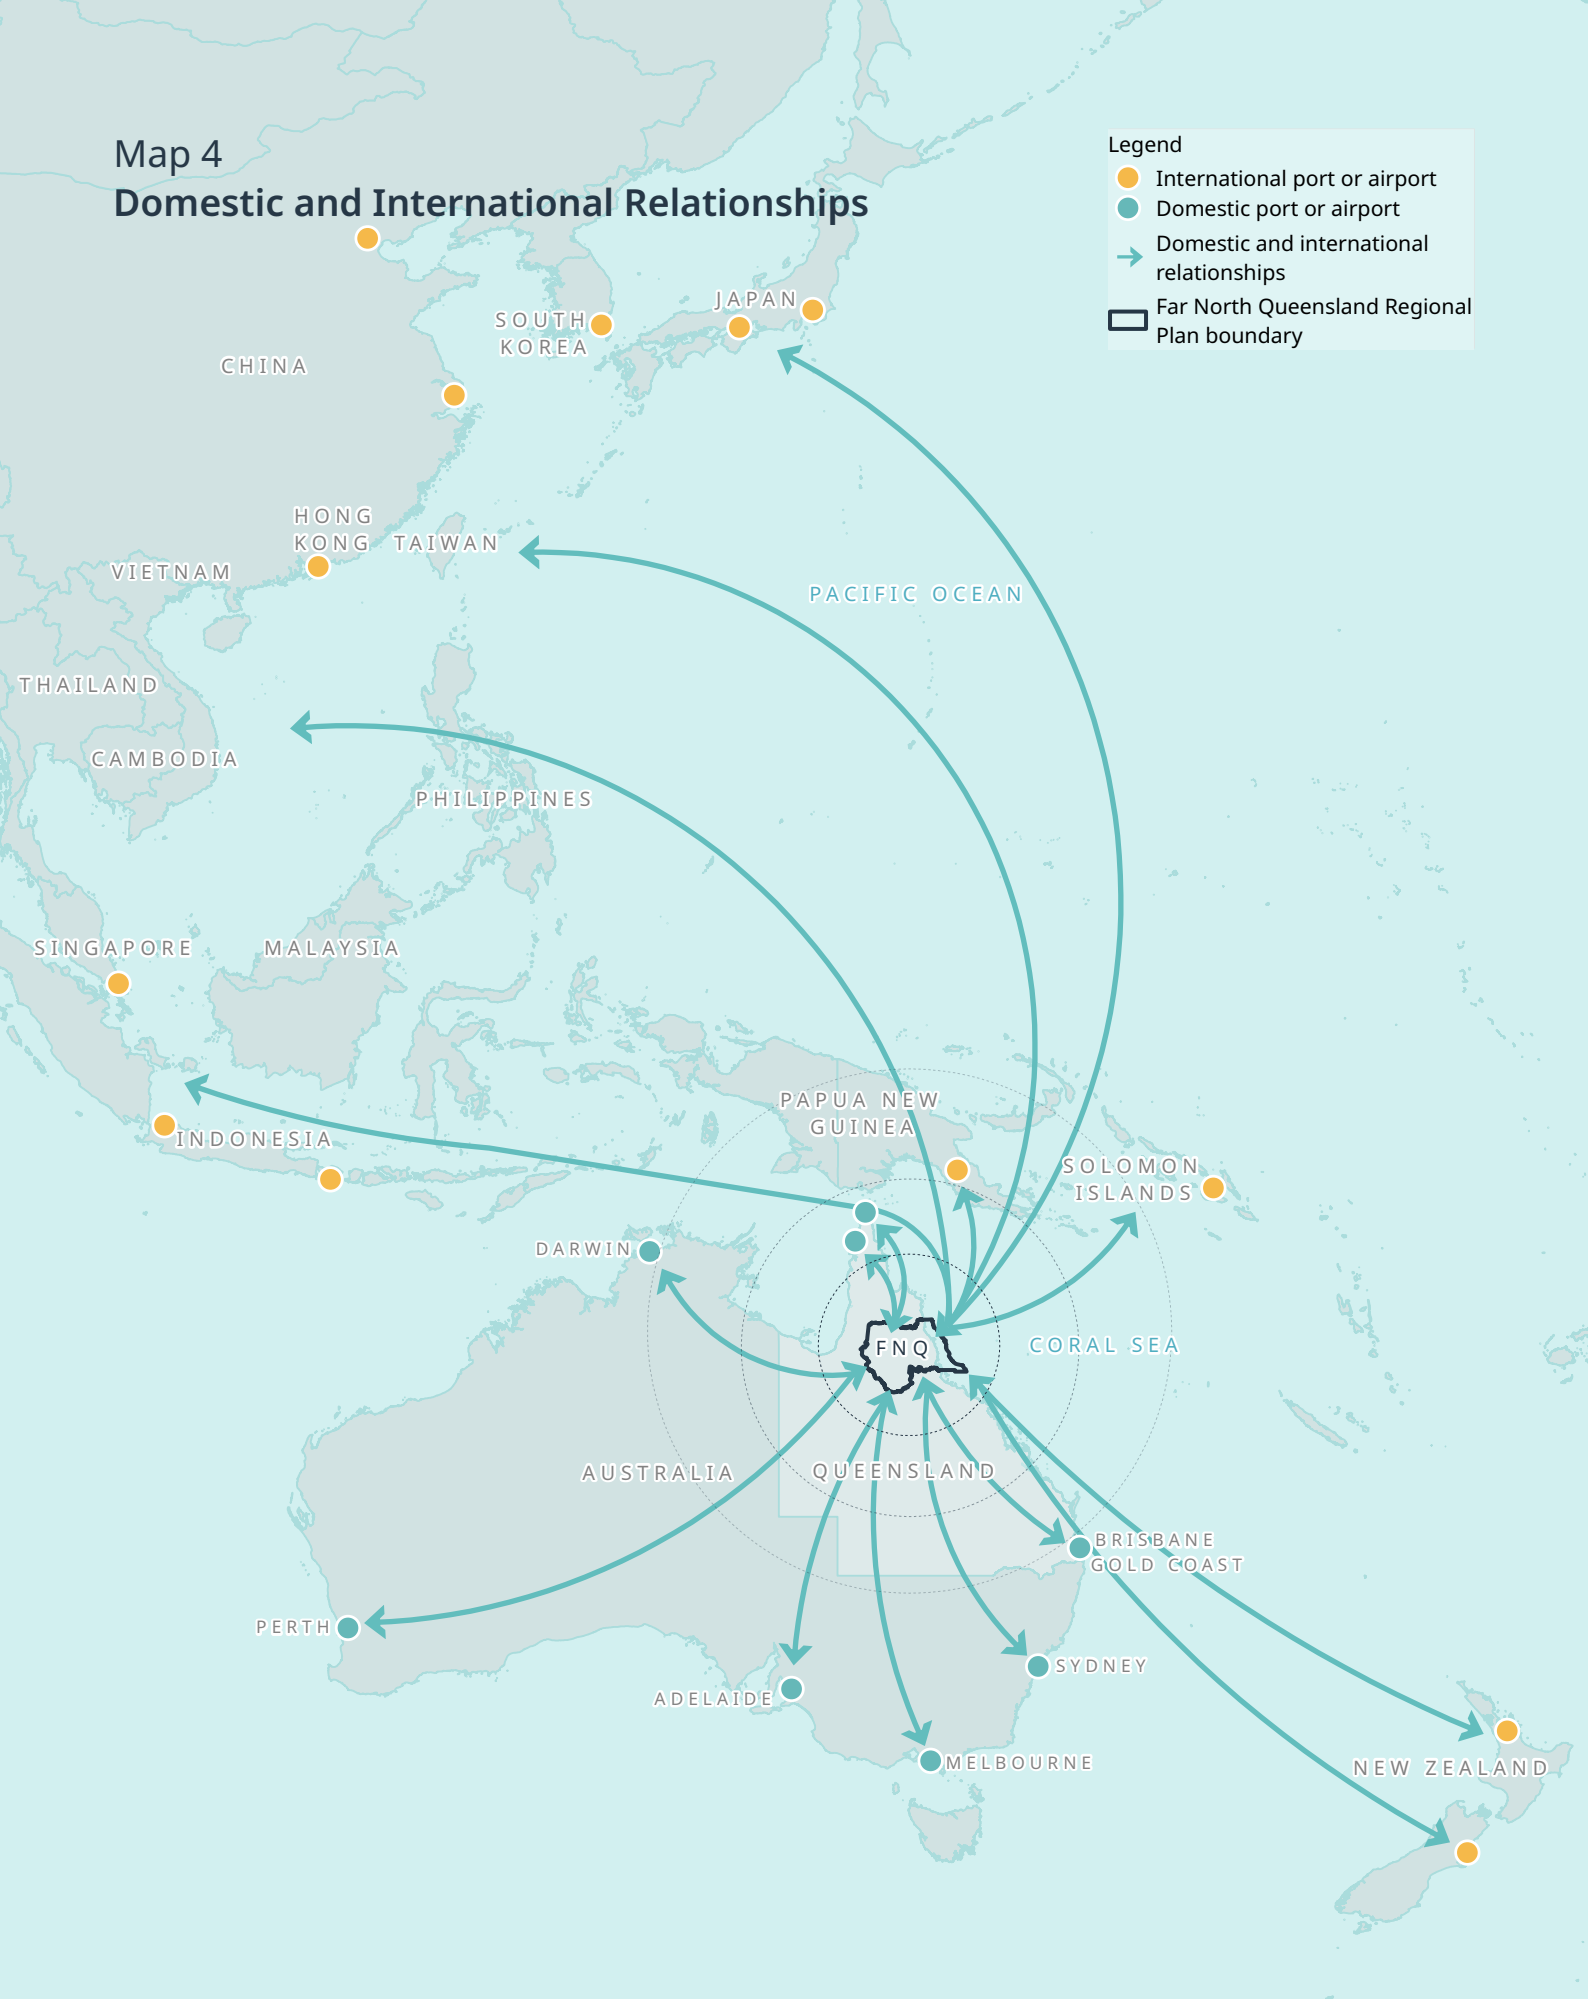 Map 4
Domestic and International Relationships
Legend
International port or airport
Domestic port or airport
Domestic and international
relationships
Far North Queensland Regional
Plan boundary
JAPAN
SOUTH
KOREA
CHINA
HONG
KONG
TAIWAN
VIETNAM
PACIFIC OCEAN
THAILAND
CAMBODIA
PHILIPPINES
SINGAPORE
MALAYSIA
PAPUA NEW
GUINEA
INDONESIA
SOLOMON
ISLANDS
DARWIN
FNQ
CORAL SEA
AUSTRALIA
QUEENSLAND
BRISBANE
GOLD COAST
PERTH
SYDNEY
ADELAIDE
MELBOURNE
NEW ZEALAND